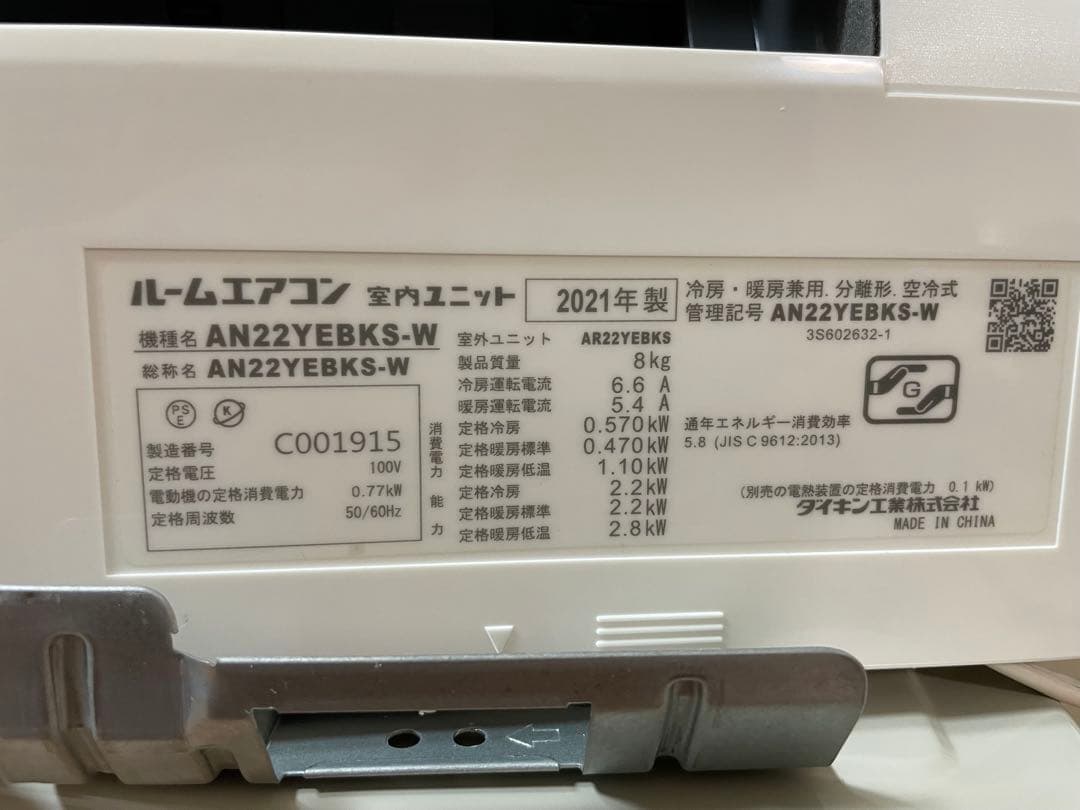 ルームエアコン 室内ユニット 2021年製 冷房・暖房兼用.分離形.空冷式
機種名 AN22YEBKS-W
総称名 AN22YEBKS-W
管理記号 AN22YEBKS-W
3S602632-1
PS
E
K
製造番号 C001915
定格電圧 100V
電動機の定格消費電力 0.77kW
定格周波数 50/60Hz
室外ユニット AR22YEBKS
製品質量 8kg
冷房運転電流 6.6 A
暖房運転電流 5.4 A
消費電力
定格冷房 0.570kW
定格暖房標準 0.470kW
定格暖房低温 1.10kW
能力
定格冷房 2.2kW
定格暖房標準 2.2kW
定格暖房低温 2.8kW
G
通年エネルギー消費効率
5.8 (JIS C 9612:2013)
(別売の電熱装置の定格消費電力 0.1 kW)
ダイキン工業株式会社
MADE IN CHINA